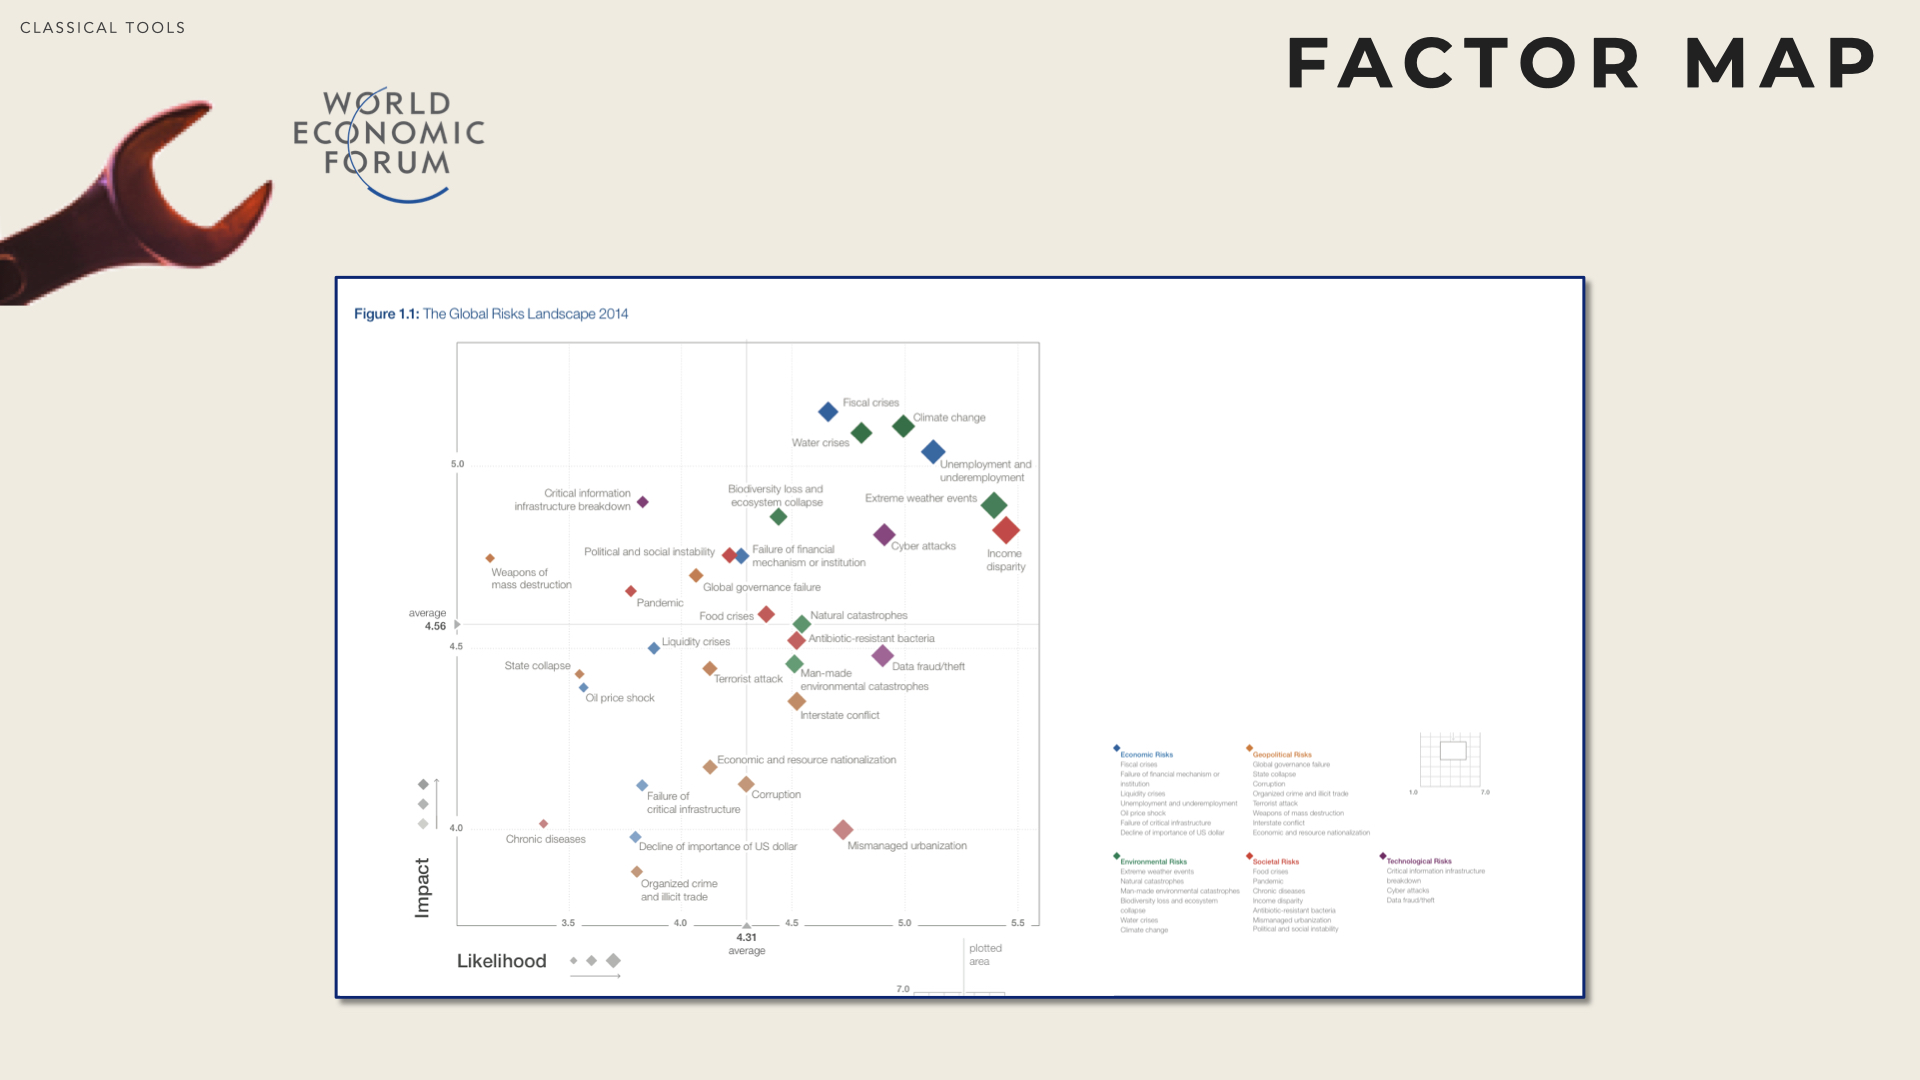 CLASSICAL TOOLS
FACTOR MAP
WORLD
ECONOMIC
FORUM
Figure 1.1: The Global Risks Landscape 2014
Fiscal crises
Climate change
Water crises
5.0
Unemployment and
underemployment
Biodiversity loss and
ecosystem collapse
Critical information
infrastructure breakdown
Extreme weather events
Cyber attacks
Income
disparity
Political and social instability
Failure of financial
mechanism or institution
Weapons of
mass destruction
Global governance failure
Pandemic
average
4.56
Food crises
Natural catastrophes
4.5
Liquidity crises
Antibiotic-resistant bacteria
State collapse
Data fraud/theft
Terrorist attack
Man-made
environmental catastrophes
Oil price shock
Interstate conflict
Economic and resource nationalization
Failure of
critical infrastructure
Corruption
4.0
Chronic diseases
Decline of importance of US dollar
Mismanaged urbanization
Organized crime
and illicit trade
Impact
3.5
4.0
4.5
5.0
5.5
4.31
average
Likelihood
plotted
area
7.0
Economic Risks
Fiscal crises
Failure of financial mechanism or
institution
Liquidity crises
Unemployment and underemployment
Oil price shock
Failure of critical infrastructure
Decline of importance of US dollar
Geopolitical Risks
Global governance failure
State collapse
Corruption
Organized crime and illicit trade
Terrorist attack
Weapons of mass destruction
Interstate conflict
Economic and resource nationalization
1.0
7.0
Environmental Risks
Extreme weather events
Natural catastrophes
Man-made environmental catastrophes
Biodiversity loss and ecosystem
collapse
Water crises
Climate change
Societal Risks
Food crises
Pandemic
Chronic diseases
Income disparity
Antibiotic-resistant bacteria
Mismanaged urbanization
Political and social instability
Technological Risks
Critical information infrastructure
breakdown
Cyber attacks
Data fraud/theft